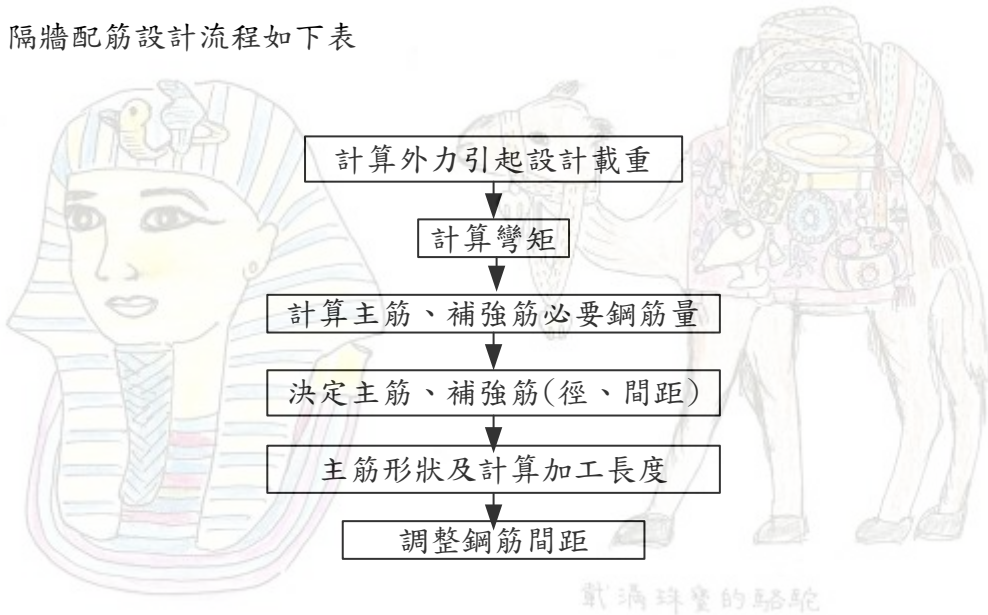 隔牆配筋設計流程如下表
計算外力引起設計載重
計算彎矩
計算主筋、補強筋必要鋼筋量
決定主筋、補強筋(徑、間距)
主筋形狀及計算加工長度
調整鋼筋間距
戴滿珠寶的駱駝